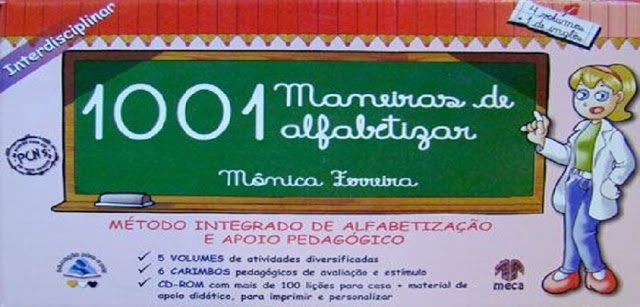 Interdisciplinar
4 volumes
1 de inglês
1001 Maneiras de
alfabetizar
Mônica Ferreira
PCN'S
MÉTODO INTEGRADO DE ALFABETIZAÇÃO
E APOIO PEDAGÓGICO
✓ 5 VOLUMES de atividades diversificadas
✓ 6 CARIMBOS pedagógicos de avaliação e estímulo
✓ CD-ROM com mais de 100 lições para casa + material de
apoio didático, para imprimir e personalizar
meca